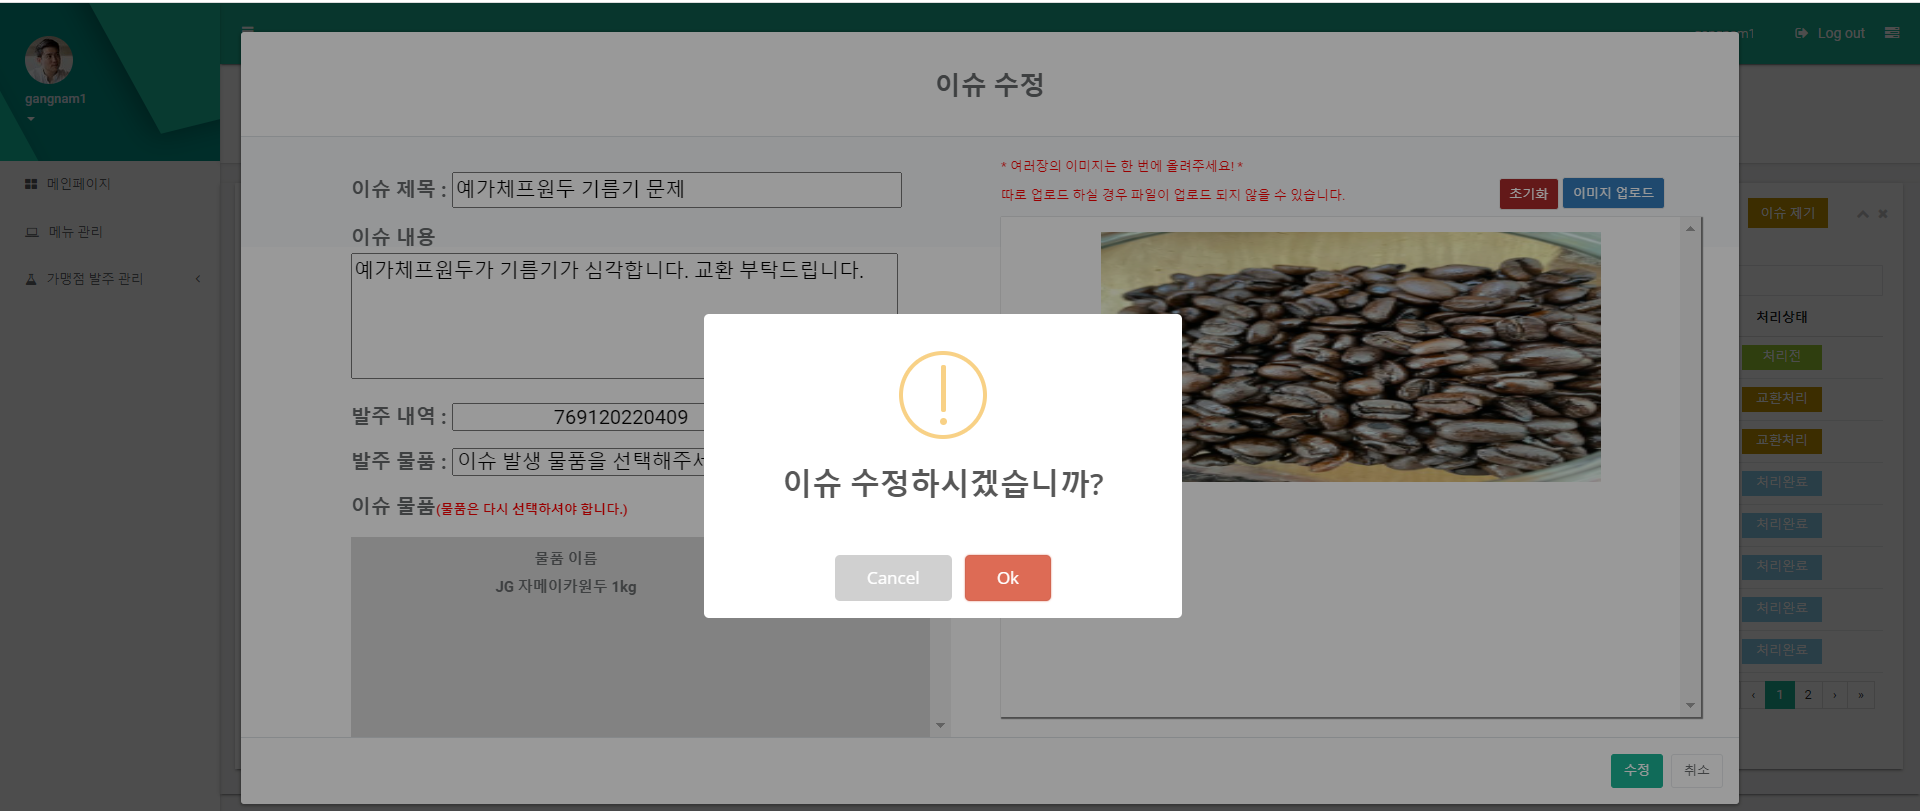 gangnam1
메인페이지
메뉴 관리
가맹점 발주 관리
Log out
이슈 수정
이슈 제목 : 예가체프원두 기름기 문제
이슈 내용
예가체프원두가 기름기가 심각합니다. 교환 부탁드립니다.
발주 내역 : 769120220409
발주 물품 : 이슈 발생 물품을 선택해주
이슈 물품(물품은 다시 선택하셔야 합니다.)
물품 이름
JG 자메이카원두 1kg
* 여러장의 이미지는 한 번에 올려주세요! *
따로 업로드 하실 경우 파일이 업로드 되지 않을 수 있습니다.
초기화 이미지 업로드
이슈 수정하시겠습니까?
Cancel Ok
수정 취소
이슈 제기
처리상태
처리전
교환처리
교환처리
처리완료
처리완료
처리완료
처리완료
처리완료
‹ 1 2 › »